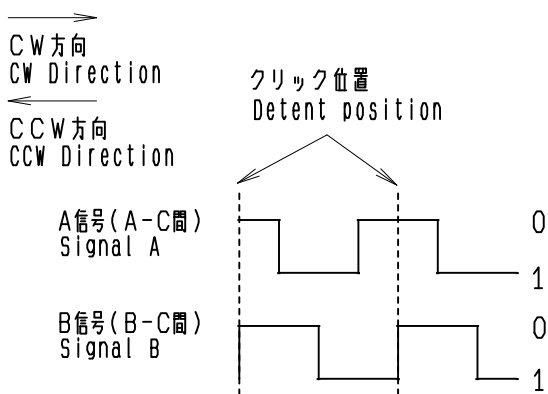 CW方向
CW Direction
CCW方向
CCW Direction
クリック位置
Detent position
A信号(A-C間)
Signal A
0
1
B信号(B-C間)
Signal B
0
1